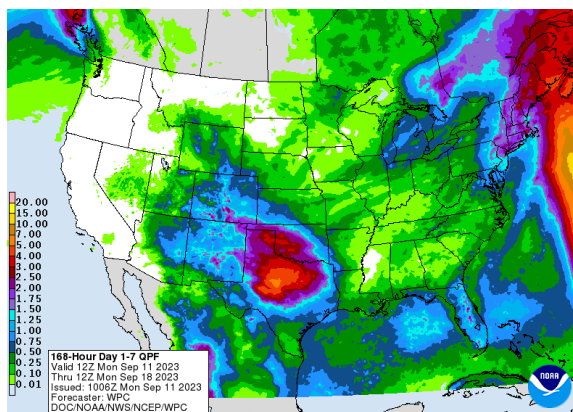 20.00
15.00
10.00
7.00
5.00
4.00
3.00
2.50
2.00
1.75
1.50
1.25
1.00
0.75
0.50
0.25
0.10
0.01
168-Hour Day 1-7 QPF
Valid 12Z Mon Sep 11 2023
Thru 12Z Mon Sep 18 2023
Issued: 1006Z Mon Sep 11 2023
Forecaster: WPC
DOC/NOAA/NWS/NCEP/WPC
NOAA